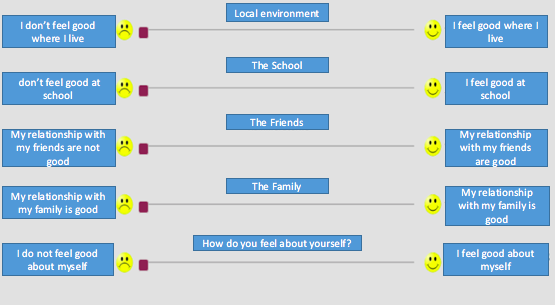 Local environment
I don't feel good
where I live
I feel good where I
live
The School
don't feel good at
school
I feel good at
school
The Friends
My relationship with
my friends are not
good
My relationship
with my friends
are good
The Family
My relationship with
my family is good
My relationship
with my family is
good
How do you feel about yourself?
I do not feel good
about myself
I feel good about
myself